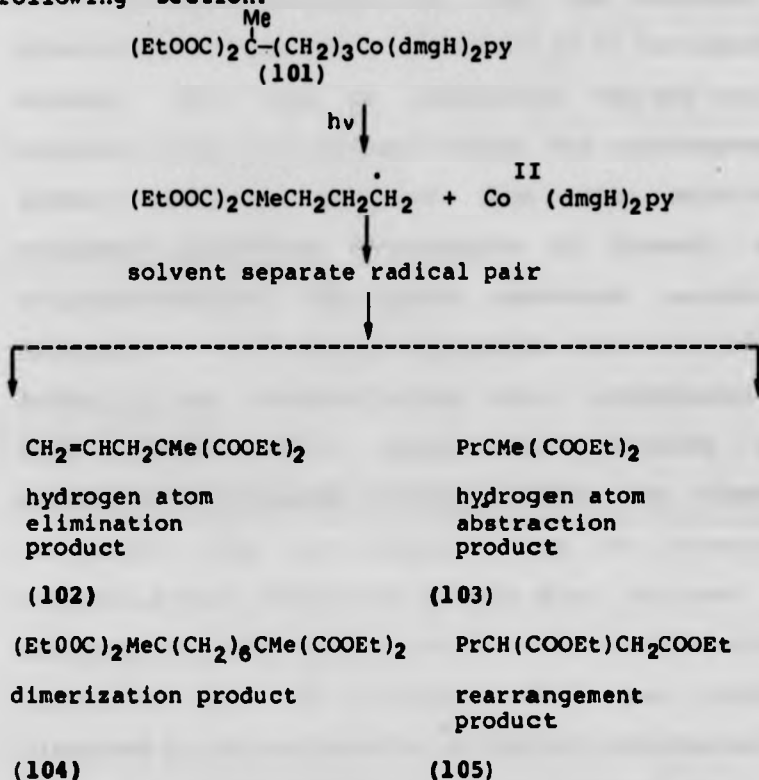 following section.
Me
(EtOOC)2C-(CH2)3Co(dmgH)2py
(101)
hv
II
(EtOOC)2CMeCH2CH2CH2 + Co (dmgH)2py
solvent separate radical pair
CH2=CHCH2CMe(COOEt)2 PrCMe(COOEt)2
hydrogen atom hydrogen atom
elimination abstraction
product product
(102) (103)
(EtOOC)2MeC(CH2)6CMe(COOEt)2 PrCH(COOEt)CH2COOEt
dimerization product rearrangement
product
(104) (105)